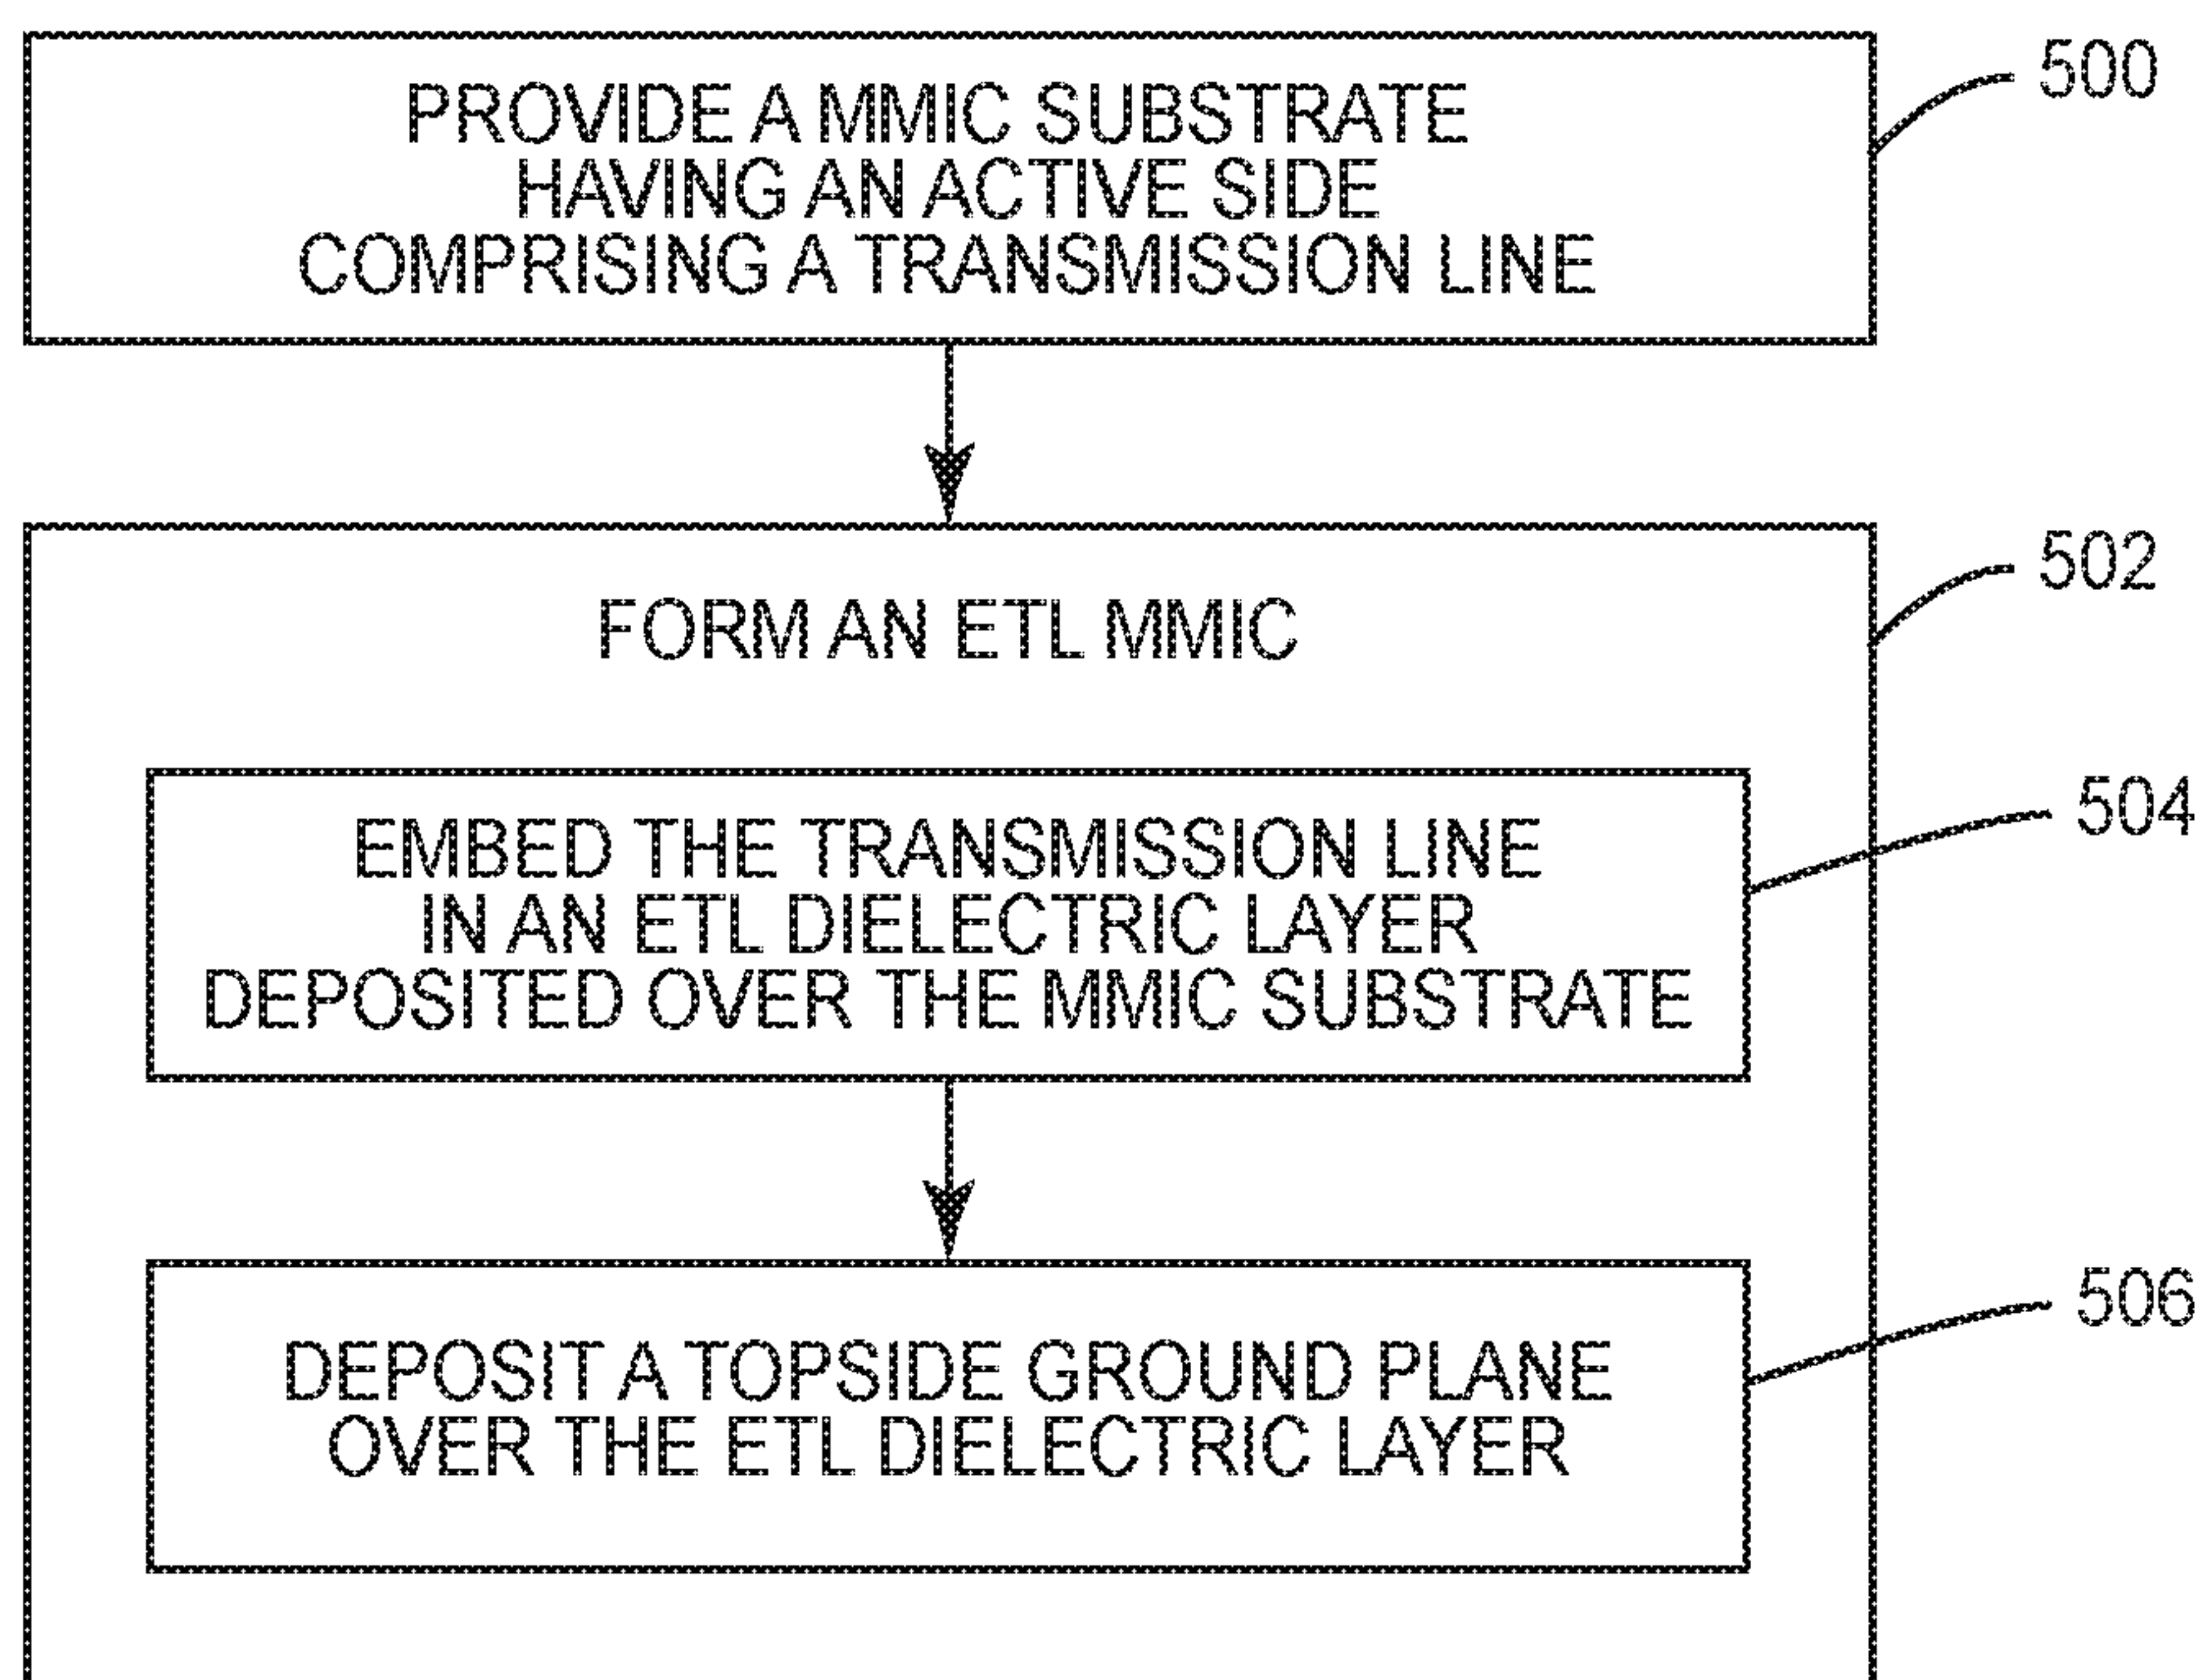 PROVIDE A MMIC SUBSTRATE
HAVING AN ACTIVE SIDE
COMPRISING A TRANSMISSION LINE
500
FORM AN ETL MMIC
502
EMBED THE TRANSMISSION LINE
IN AN ETL DIELECTRIC LAYER
DEPOSITED OVER THE MMIC SUBSTRATE
504
DEPOSIT A TOPSIDE GROUND PLANE
OVER THE ETL DIELECTRIC LAYER
506